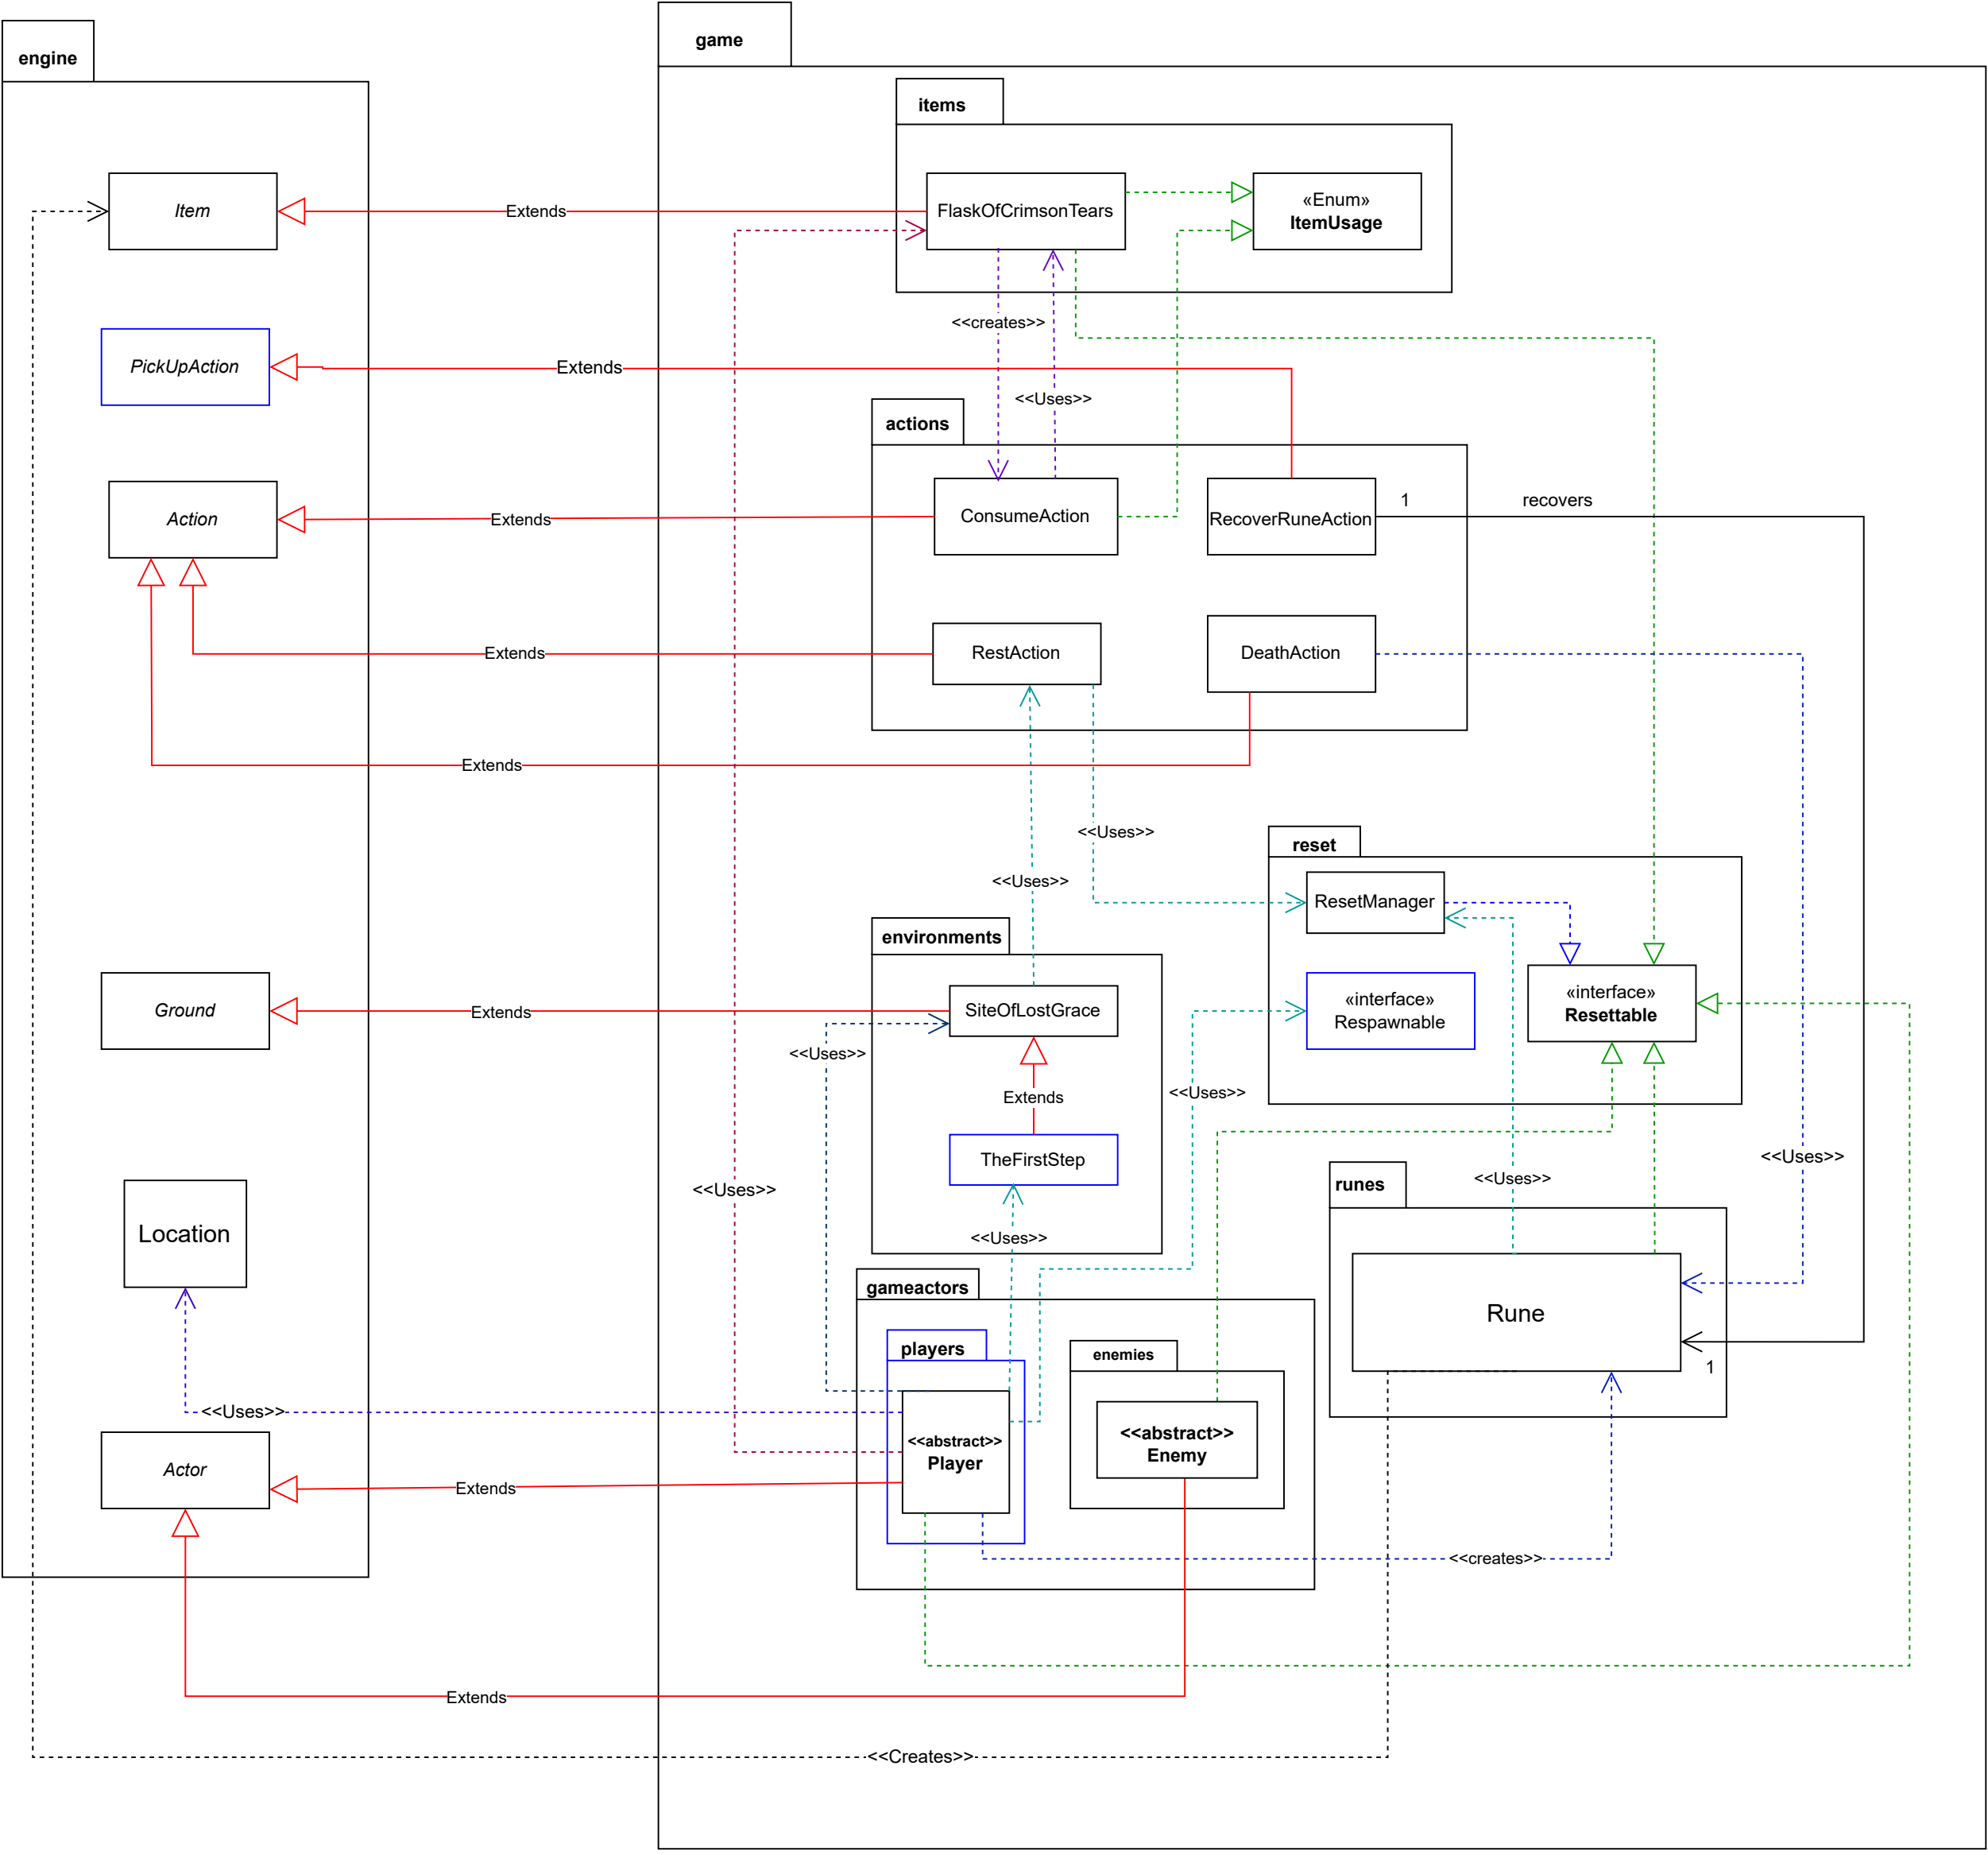 game
engine
items
Item
Extends
FlaskOfCrimsonTears
«Enum»
ItemUsage
<<creates>>
PickUpAction
Extends
<<Uses>>
actions
Action
Extends
ConsumeAction
RecoverRuneAction
1
recovers
Extends
RestAction
DeathAction
Extends
<<Uses>>
reset
<<Uses>>
ResetManager
environments
Ground
Extends
SiteOfLostGrace
«interface»
Respawnable
«interface»
Resettable
<<Uses>>
Extends
<<Uses>>
TheFirstStep
<<Uses>>
<<Uses>>
<<Uses>>
runes
Location
<<Uses>>
gameactors
Rune
players
enemies
1
<<Uses>>
<<abstract>>
Player
<<abstract>>
Enemy
Actor
Extends
<<creates>>
Extends
<<Creates>>